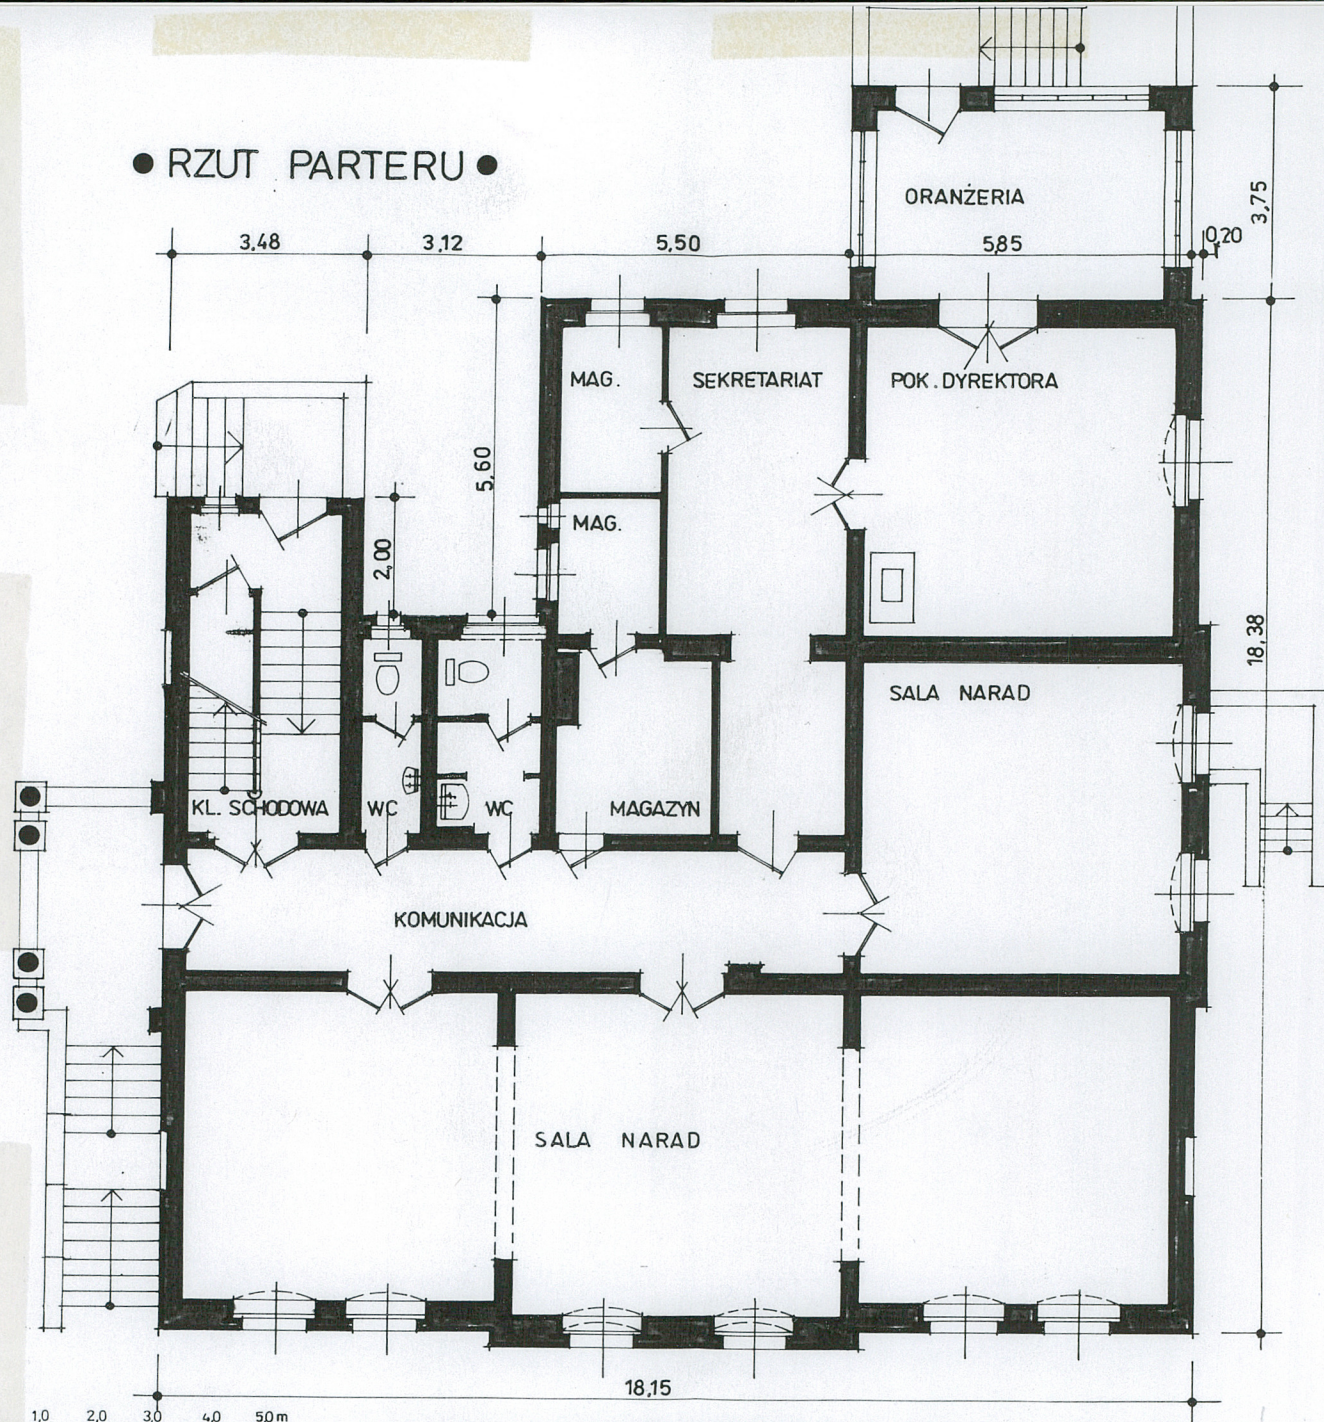 ● RZUT PARTERU ●
3,75
ORANŻERIA
3,48 3,12 5,50 5,85 0,20
MAG. SEKRETARIAT POK. DYREKTORA
5,60
MAG.
2,00
18,38
SALA NARAD
KL. SCHODOWA WC WC MAGAZYN
KOMUNIKACJA
SALA NARAD
18,15
1,0 2,0 3,0 4,0 5,0 m